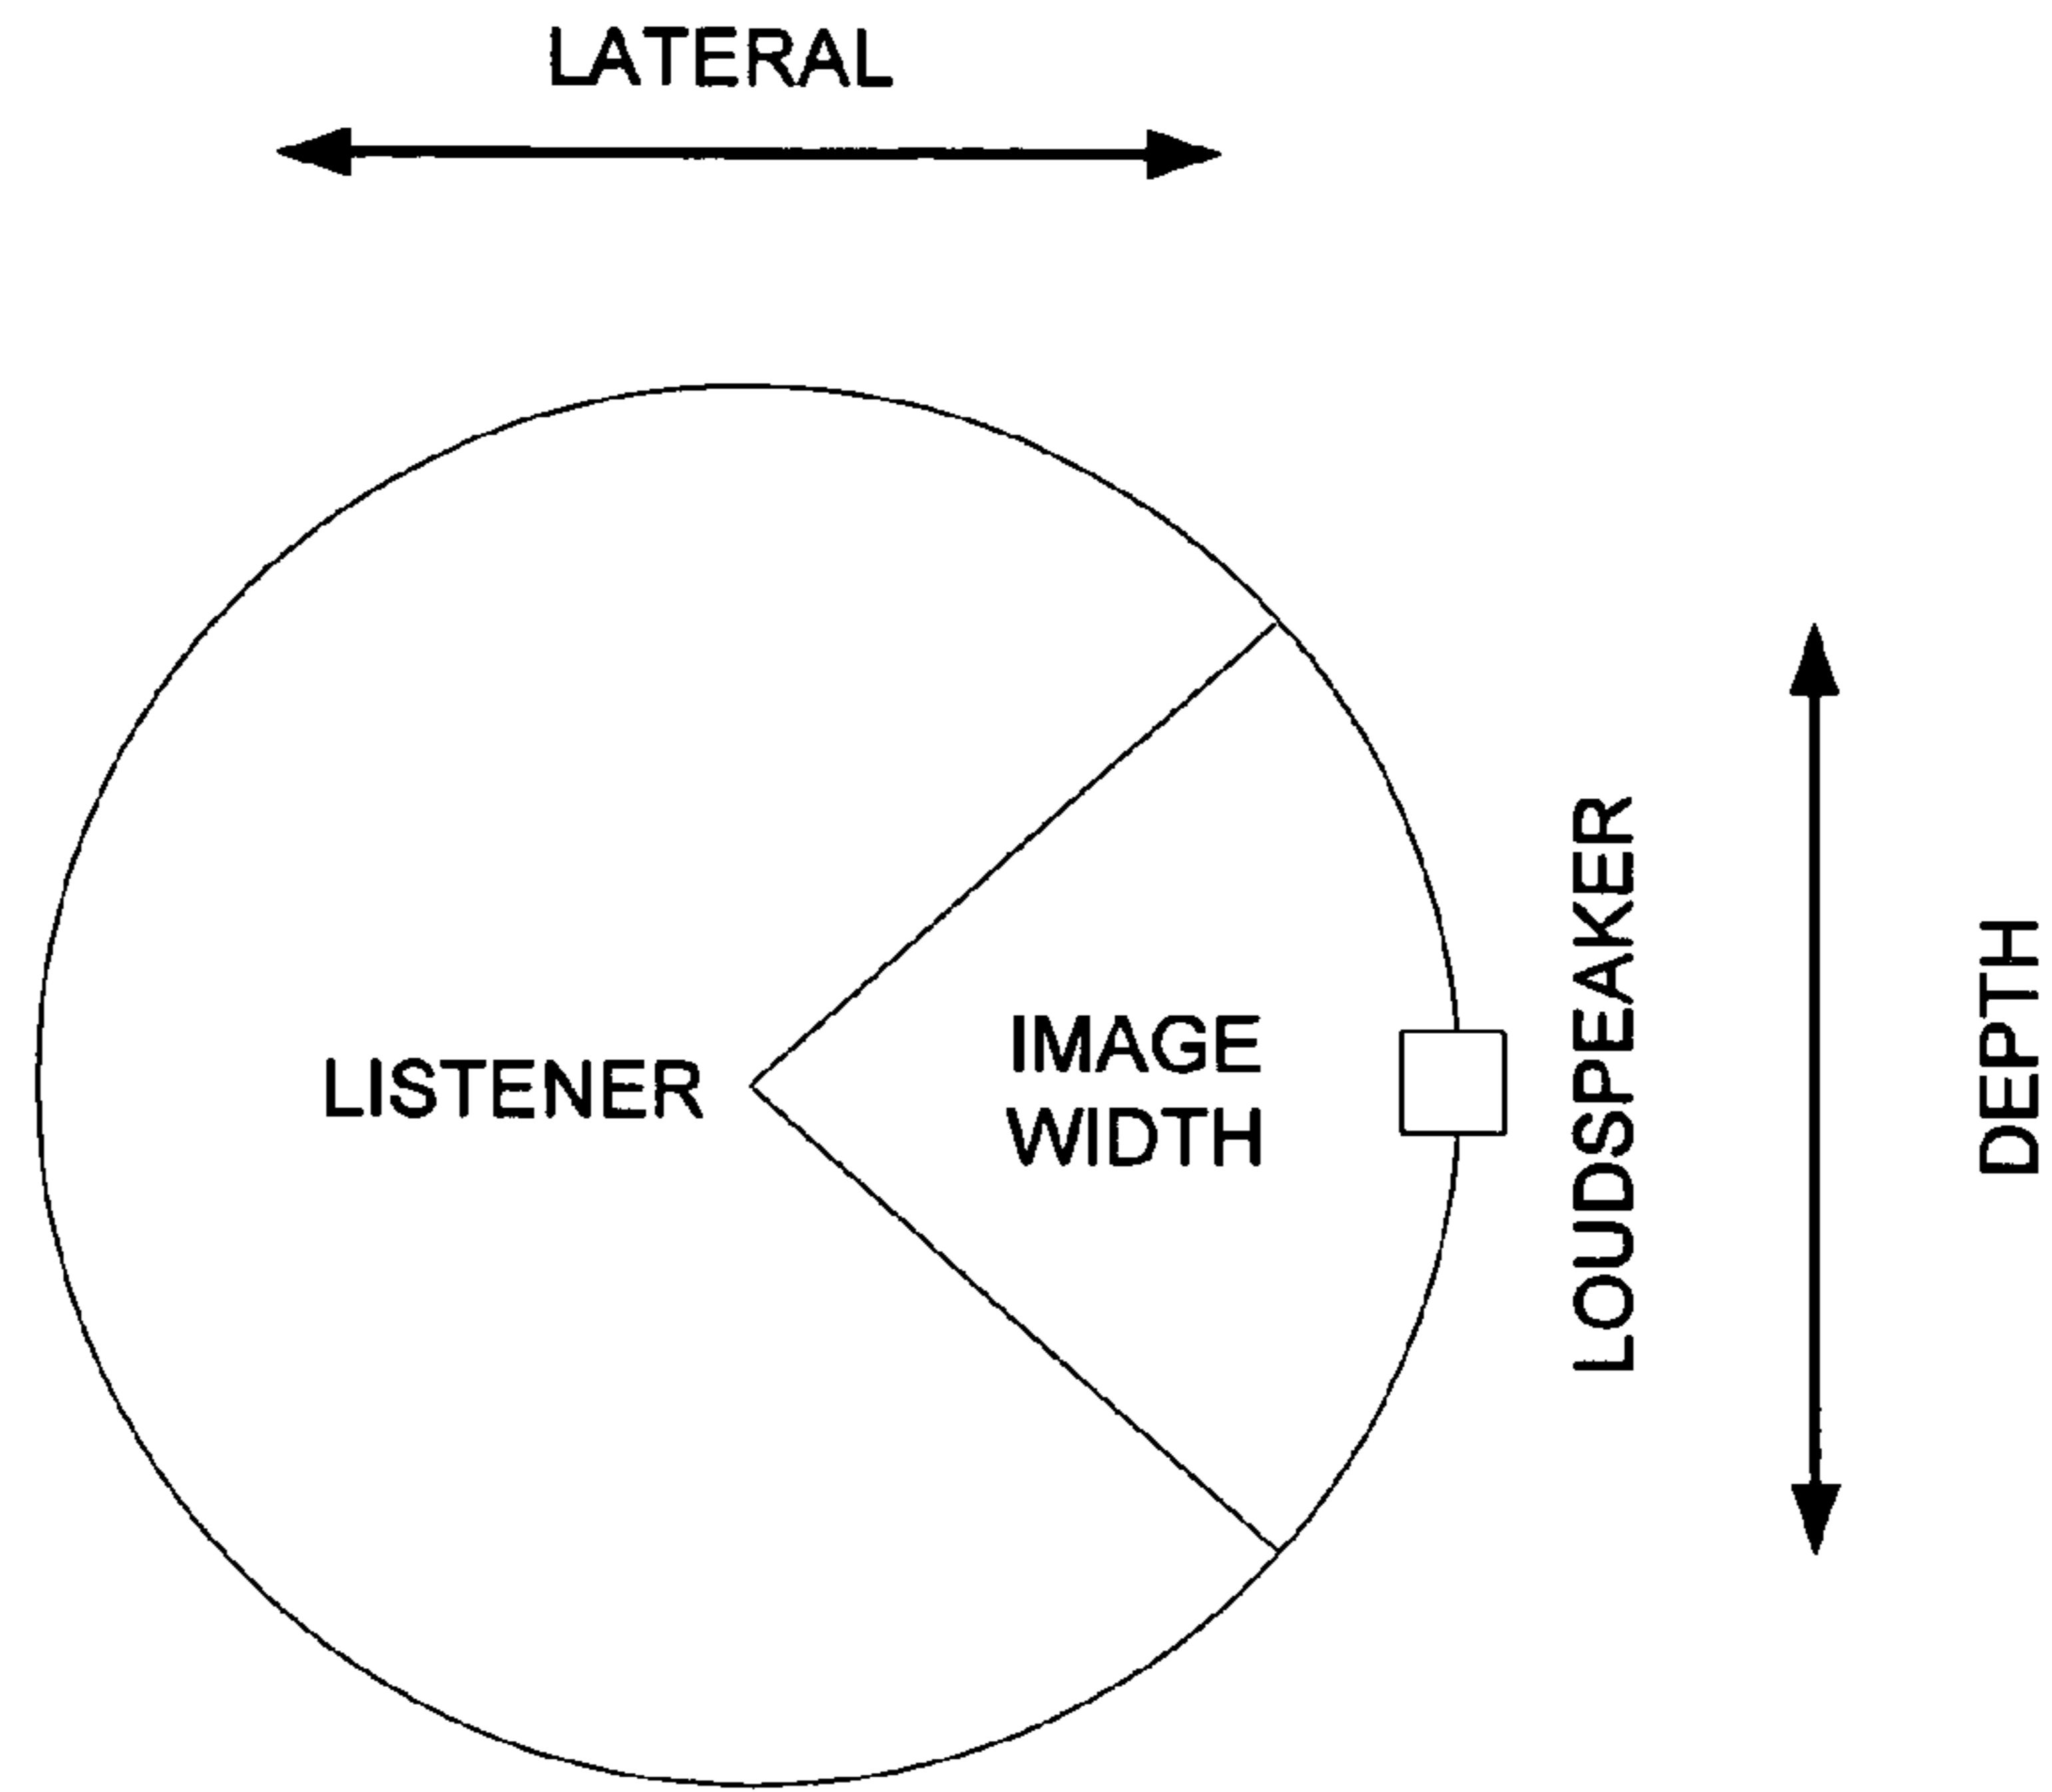 LATERAL
LISTENER
IMAGE
WIDTH
LOUDSPEAKER
DEPTH